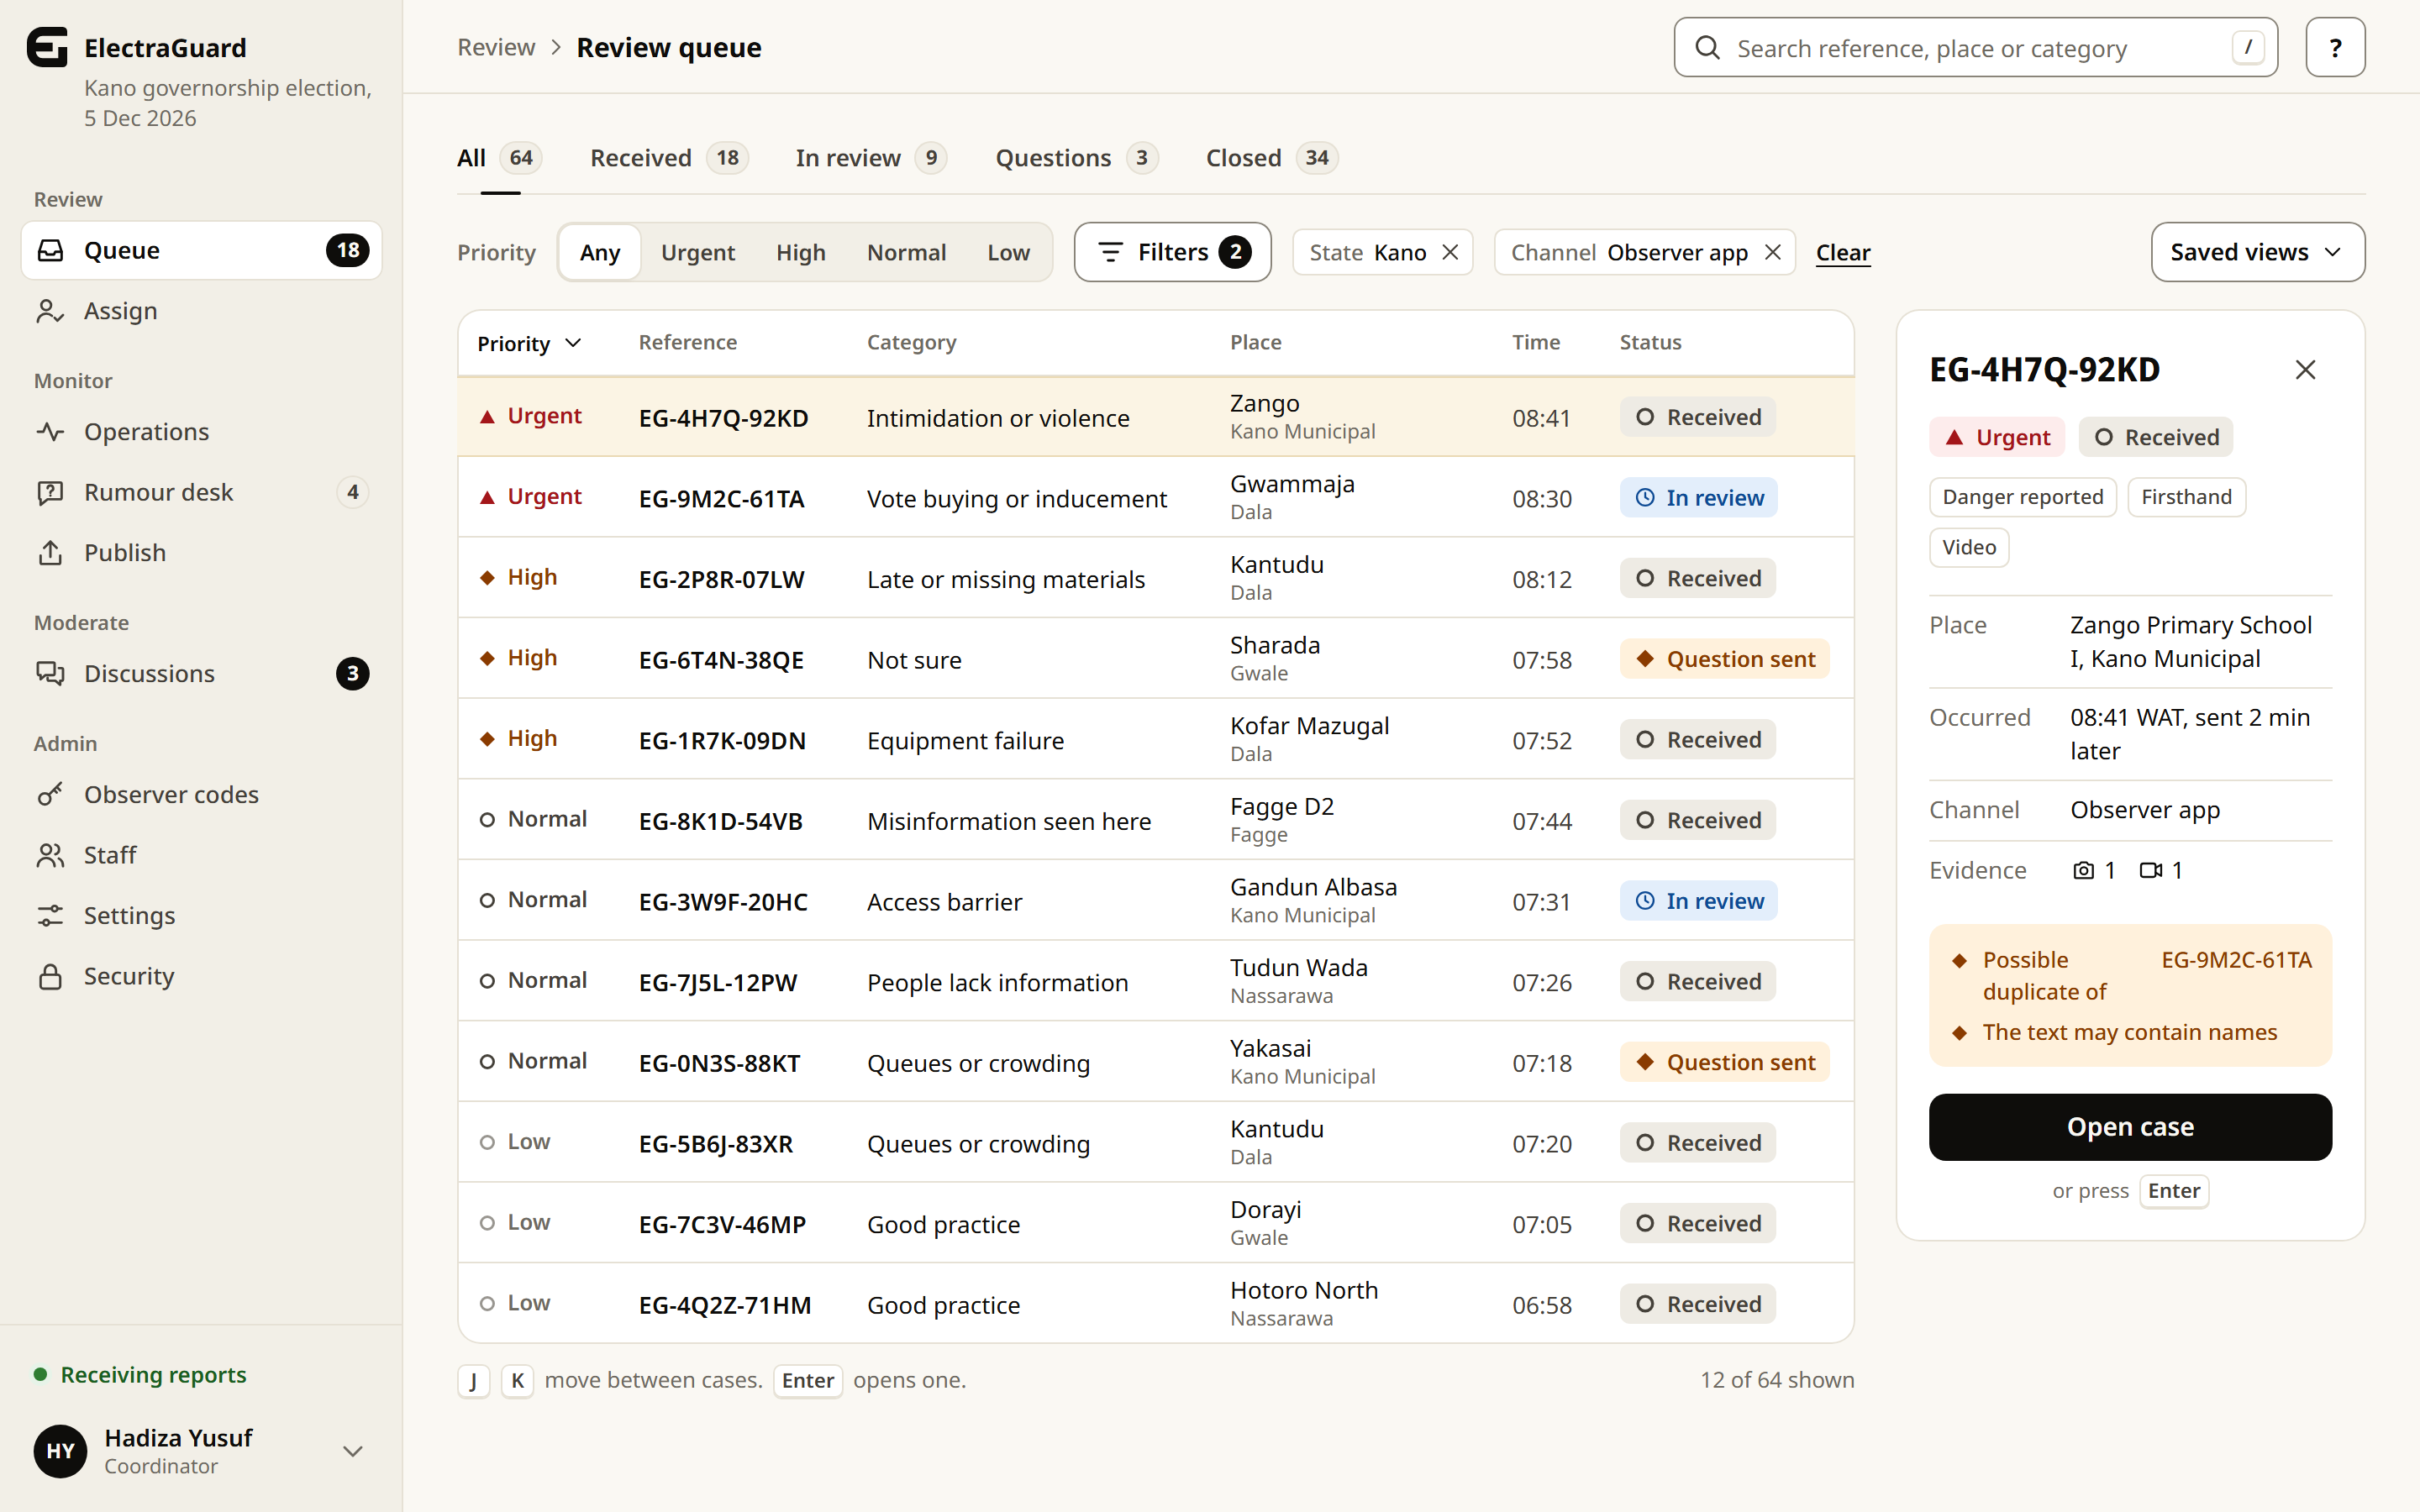 ElectraGuard
Kano governorship election,
5 Dec 2026
Review
Queue 18
Assign
Monitor
Operations
Rumour desk 4
Publish
Moderate
Discussions 3
Admin
Observer codes
Staff
Settings
Security
Receiving reports
HY
Hadiza Yusuf
Coordinator
Review > Review queue
Search reference, place or category /
?
All 64 Received 18 In review 9 Questions 3 Closed 34
Priority Any Urgent High Normal Low Filters 2 State Kano Channel Observer app Clear Saved views
Priority Reference Category Place Time Status
Urgent EG-4H7Q-92KD Intimidation or violence Zango 08:41 Received
Kano Municipal
Urgent EG-9M2C-61TA Vote buying or inducement Gwammaja 08:30 In review
Dala
High EG-2P8R-07LW Late or missing materials Kantudu 08:12 Received
Dala
High EG-6T4N-38QE Not sure Sharada 07:58 Question sent
Gwale
High EG-1R7K-09DN Equipment failure Kofar Mazugal 07:52 Received
Dala
Normal EG-8K1D-54VB Misinformation seen here Fagge D2 07:44 Received
Fagge
Normal EG-3W9F-20HC Access barrier Gandun Albasa 07:31 In review
Kano Municipal
Normal EG-7J5L-12PW People lack information Tudun Wada 07:26 Received
Nassarawa
Normal EG-0N3S-88KT Queues or crowding Yakasai 07:18 Question sent
Kano Municipal
Low EG-5B6J-83XR Queues or crowding Kantudu 07:20 Received
Dala
Low EG-7C3V-46MP Good practice Dorayi 07:05 Received
Gwale
Low EG-4Q2Z-71HM Good practice Hotoro North 06:58 Received
Nassarawa
J K move between cases. Enter opens one. 12 of 64 shown
EG-4H7Q-92KD
Urgent Received
Danger reported Firsthand
Video
Place Zango Primary School
I, Kano Municipal
Occurred 08:41 WAT, sent 2 min
later
Channel Observer app
Evidence 1 1
Possible EG-9M2C-61TA
duplicate of
The text may contain names
Open case
or press Enter